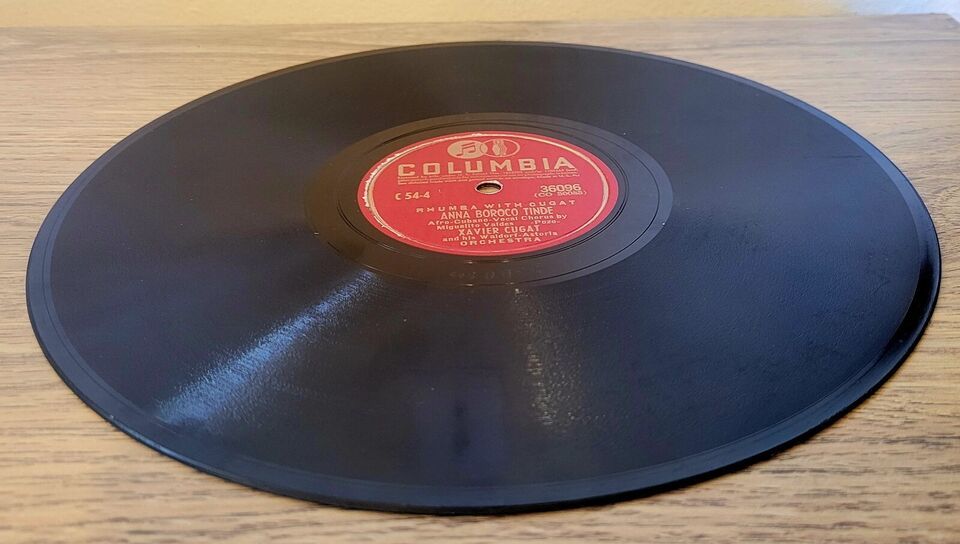 COLUMBIA
C 54-4
36096
(CO 30085)
RHUMBA WITH CUGAT
ANNA BOROCO TINDE
Afro-Cubano-Vocal Chorus by
Miguelito Valdes -Pozo-
XAVIER CUGAT
and his Waldorf-Astoria
ORCHESTRA